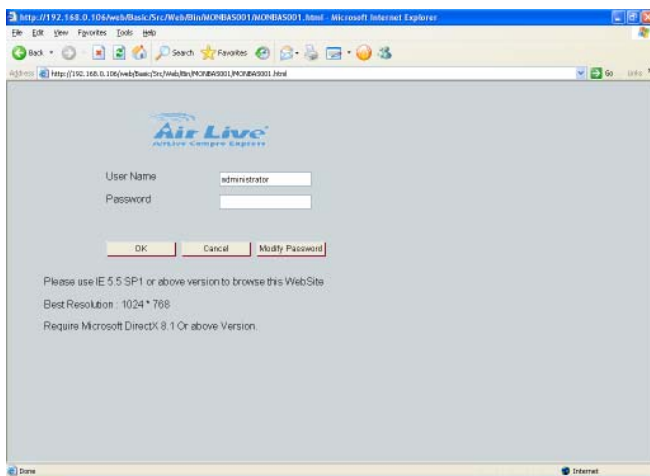 http://192.168.0.106/web/Basic/Src/Web/Bin/MONBAS001/MONBAS001.html - Microsoft Internet Explorer
File Edit View Favorites Tools Help
Back Search Favorites
Address http://192.168.0.106/web/Basic/Src/Web/Bin/MONBAS001/MONBAS001.html Go Links
Air Live
AirLive Compro Express
User Name administrator
Password
OK Cancel Modify Password
Please use IE 5.5 SP1 or above version to browse this WebSite
Best Resolution : 1024 * 768
Require Microsoft DirectX 8.1 Or above Version.
Done Internet